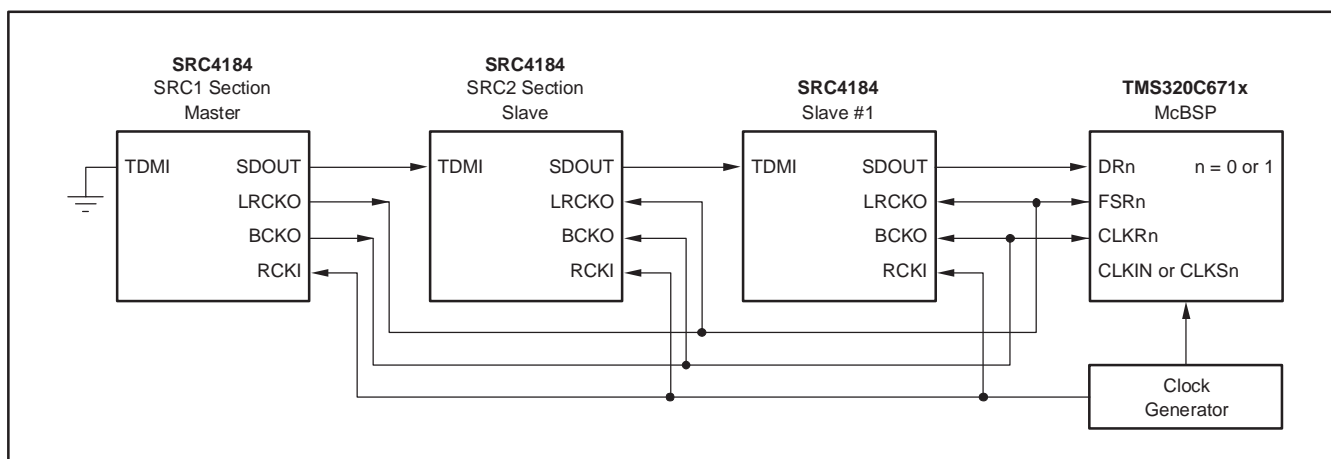 SRC4184
SRC1 Section
Master
TDMI
SDOUT
LRCKO
BCKO
RCKI
SRC4184
SRC2 Section
Slave
TDMI
SDOUT
LRCKO
BCKO
RCKI
SRC4184
Slave #1
TDMI
SDOUT
LRCKO
BCKO
RCKI
TMS320C671x
McBSP
DRn n = 0 or 1
FSRn
CLKRn
CLKIN or CLKSn
Clock
Generator